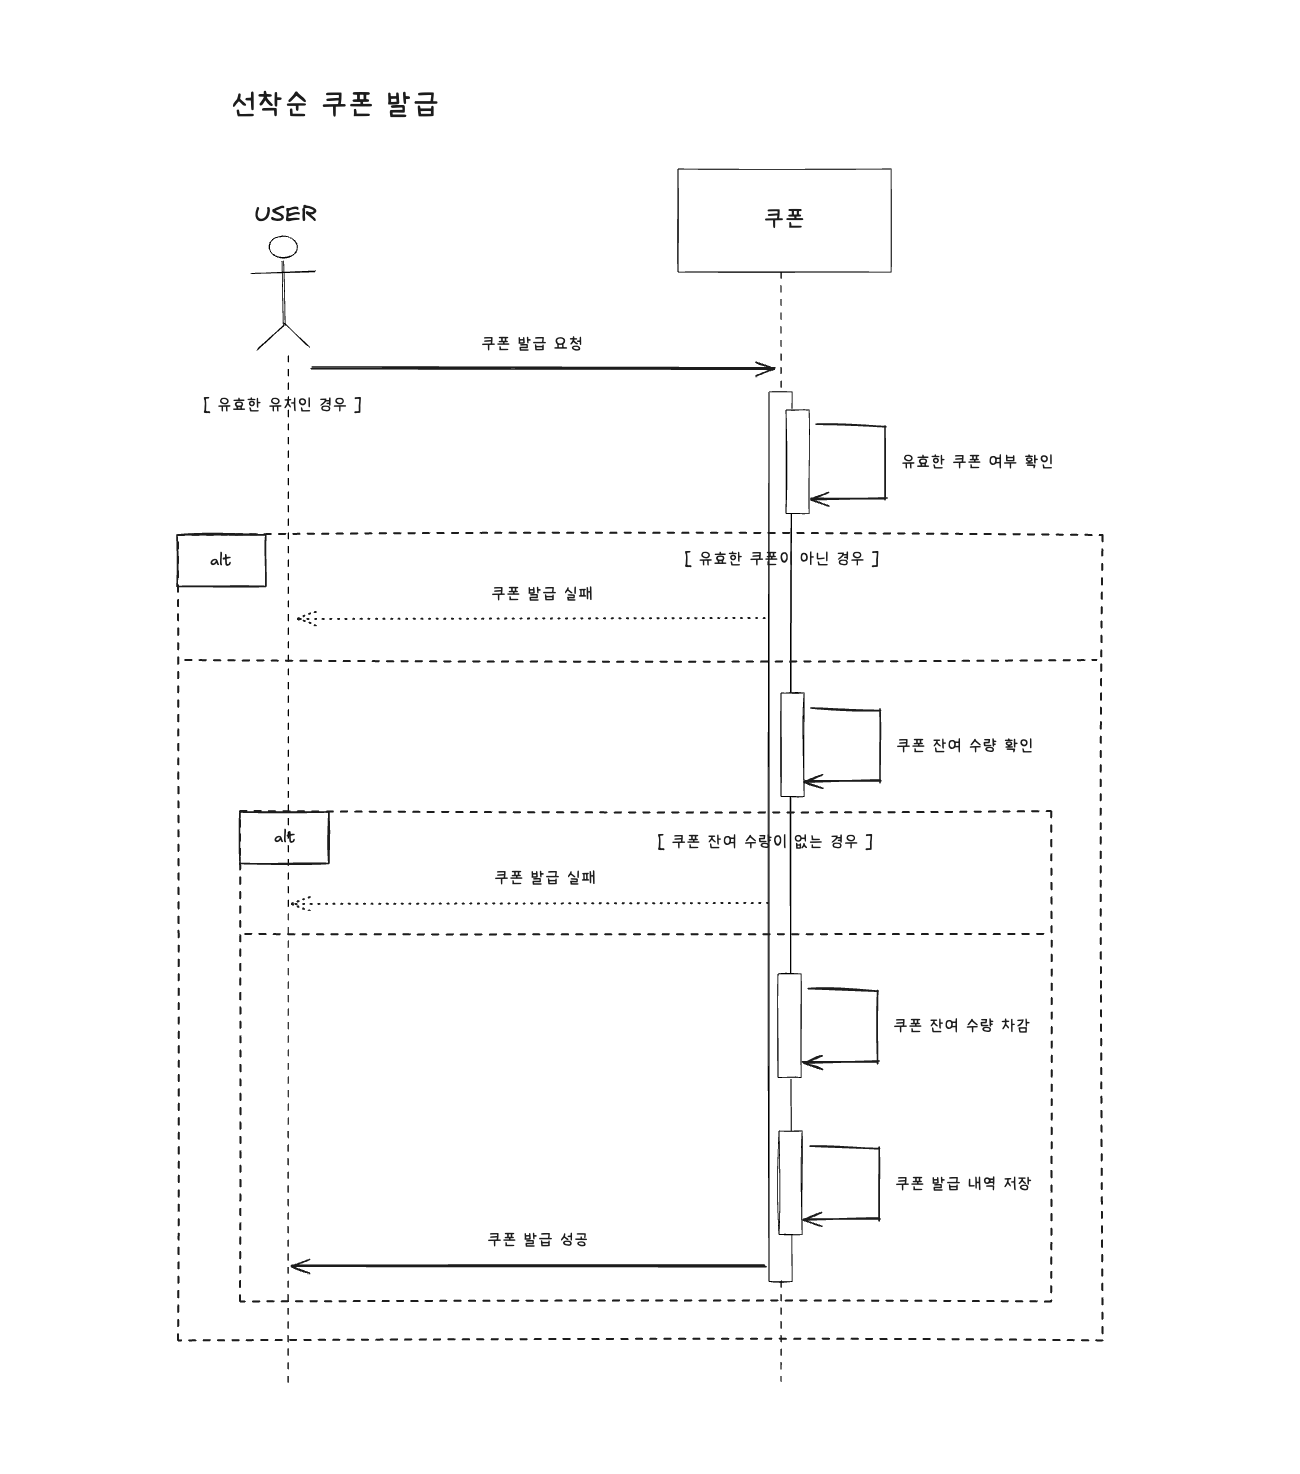 선착순 쿠폰 발급
USER
쿠폰
쿠폰 발급 요청
[ 유효한 유저인 경우 ]
유효한 쿠폰 여부 확인
alt
[ 유효한 쿠폰이 아닌 경우 ]
쿠폰 발급 실패
쿠폰 잔여 수량 확인
alt
[ 쿠폰 잔여 수량이 없는 경우 ]
쿠폰 발급 실패
쿠폰 잔여 수량 차감
쿠폰 발급 내역 저장
쿠폰 발급 성공